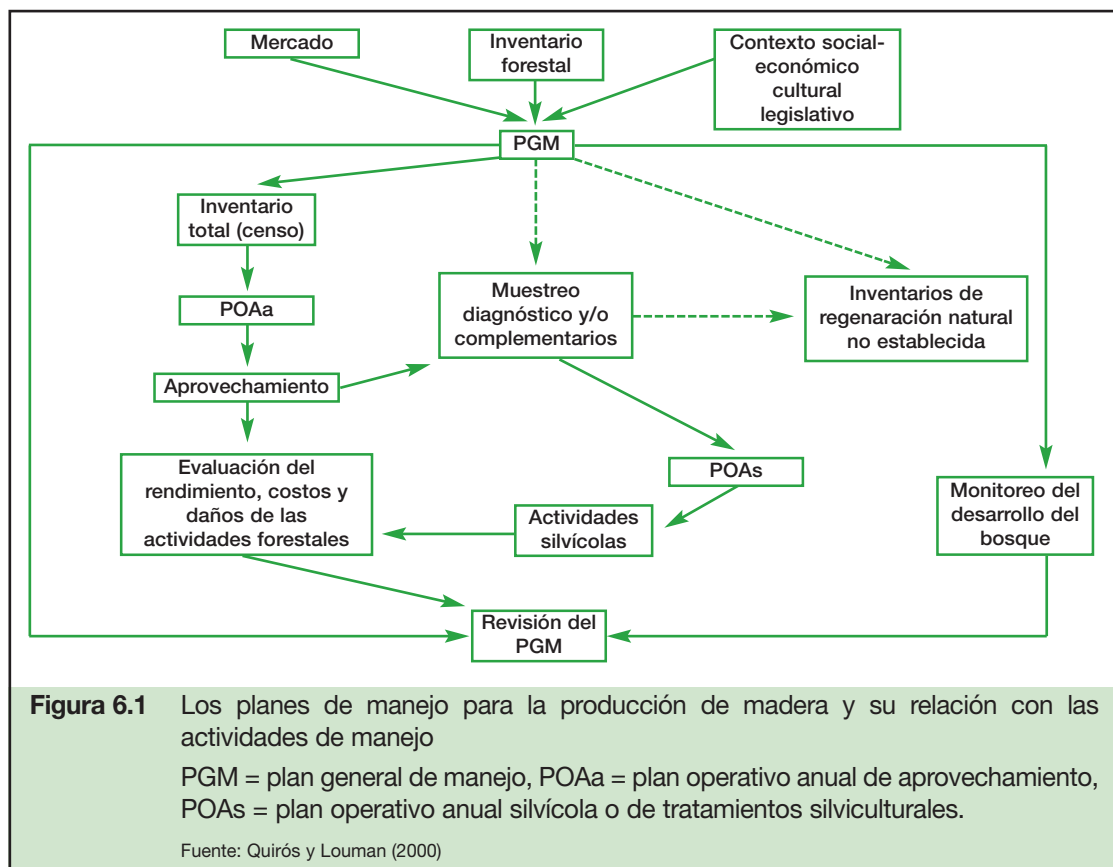 Mercado
Inventario
forestal
Contexto social-
económico
cultural
legislativo
PGM
Inventario
total (censo)
POAa
Aprovechamiento
Muestreo
diagnóstico y/o
complementarios
Inventarios de
regenaración natural
no establecida
Evaluación del
rendimiento, costos y
daños de las
actividades forestales
POAs
Actividades
silvícolas
Monitoreo del
desarrollo del
bosque
Revisión del
PGM
Figura 6.1 Los planes de manejo para la producción de madera y su relación con las
actividades de manejo
PGM = plan general de manejo, POAa = plan operativo anual de aprovechamiento,
POAs = plan operativo anual silvícola o de tratamientos silviculturales.
Fuente: Quirós y Louman (2000)